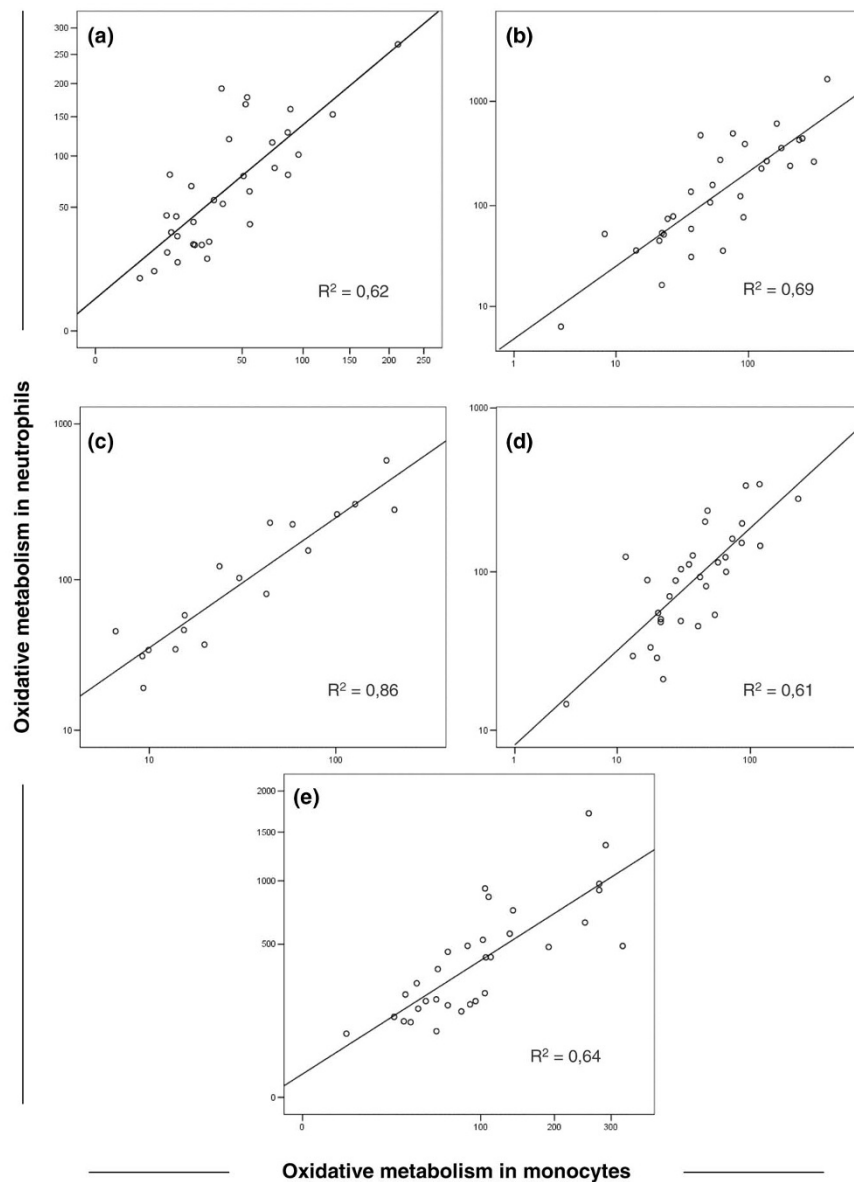 Oxidative metabolism in neutrophils
(a)
300
250
200
150
100
50
0
R² = 0,62
0 50 100 150 200 250
(b)
1000
100
10
R² = 0,69
1 10 100
(c)
1000
100
10
R² = 0,86
10 100
(d)
1000
100
10
R² = 0,61
1 10 100
(e)
2000
1500
1000
500
0
R² = 0,64
0 100 200 300
Oxidative metabolism in monocytes